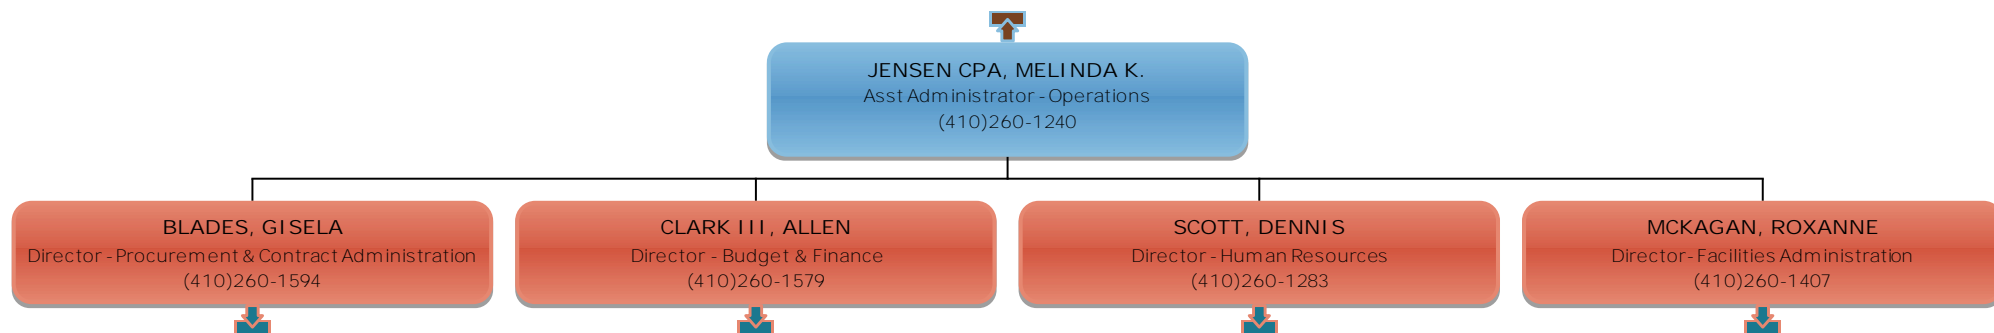 JENSEN CPA, MELINDA K.
Asst Administrator - Operations
(410)260-1240
BLADES, GISELA
Director - Procurement & Contract Administration
(410)260-1594
CLARK III, ALLEN
Director - Budget & Finance
(410)260-1579
SCOTT, DENNIS
Director - Human Resources
(410)260-1283
MCKAGAN, ROXANNE
Director- Facilities Administration
(410)260-1407